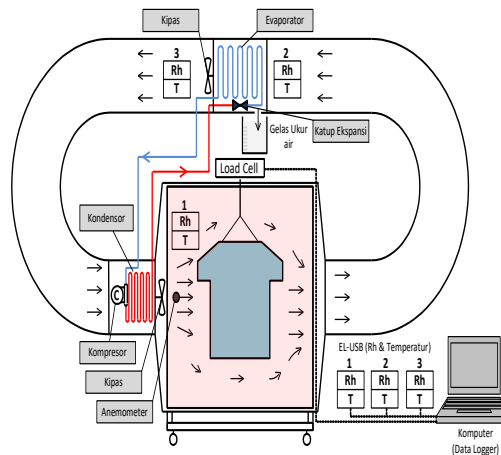 Kipas
Evaporator
3
Rh
T
2
Rh
T
Gelas Ukur
air
Katup Ekspansi
Load Cell
1
Rh
T
Kondensor
C
Kompresor
Kipas
Anemometer
EL-USB (Rh & Temperatur)
1 2 3
Rh Rh Rh
T T T
Komputer
(Data Logger)